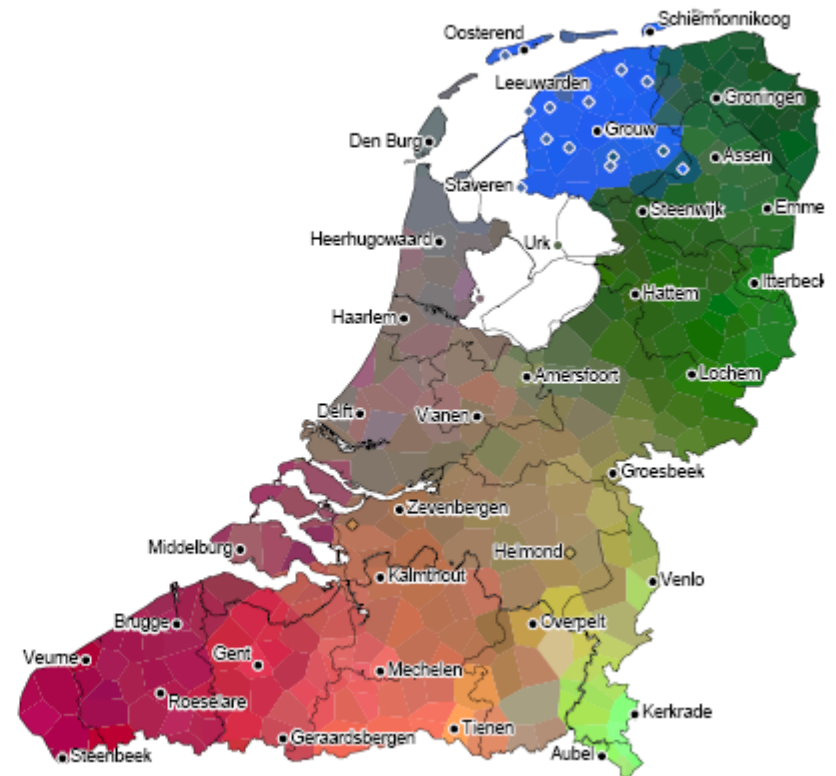 Schiermonnikoog
Oosterend
Leeuwarden
Groningen
Grouw
Den Burg
Assen
Staveren
Steenwijk
Emme
Heerhugowaard
Urk
Itterbeck
Hattem
Haarlem
Lochem
Amersfoort
Delft
Vianen
Groesbeek
Zevenbergen
Middelburg
Helmond
Kalmthout
Venlo
Brugge
Overpelt
Veurne
Gent
Mechelen
Roeselare
Kerkrade
Tienen
Geraardsbergen
Steenbeek
Aubel